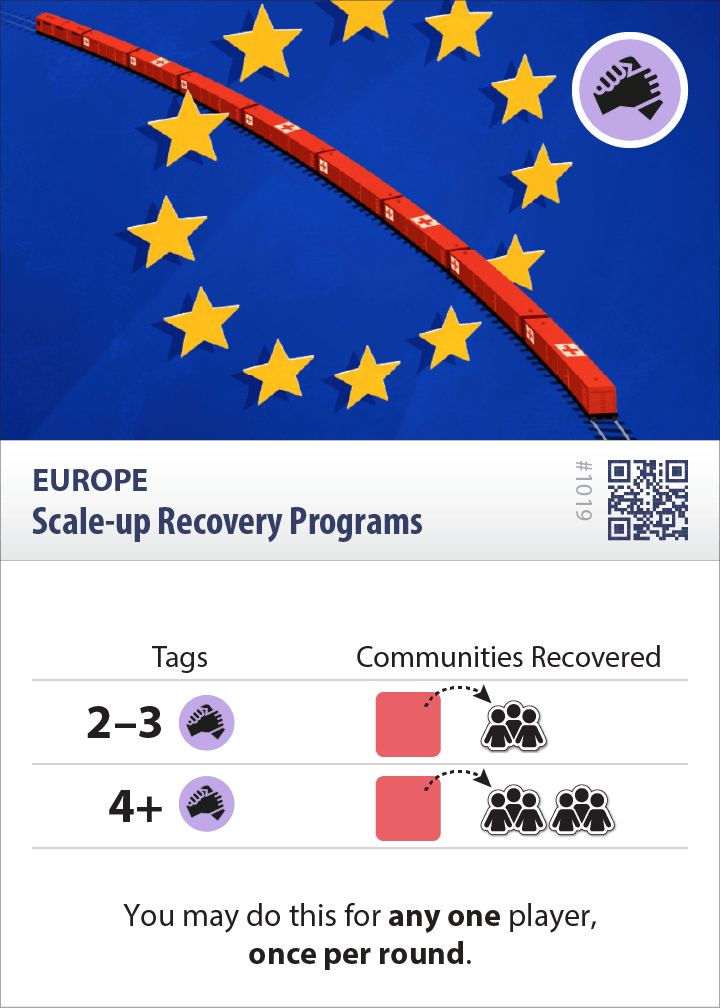 EUROPE
Scale-up Recovery Programs
#1019
Tags Communities Recovered
2–3
4+
You may do this for any one player,
once per round.